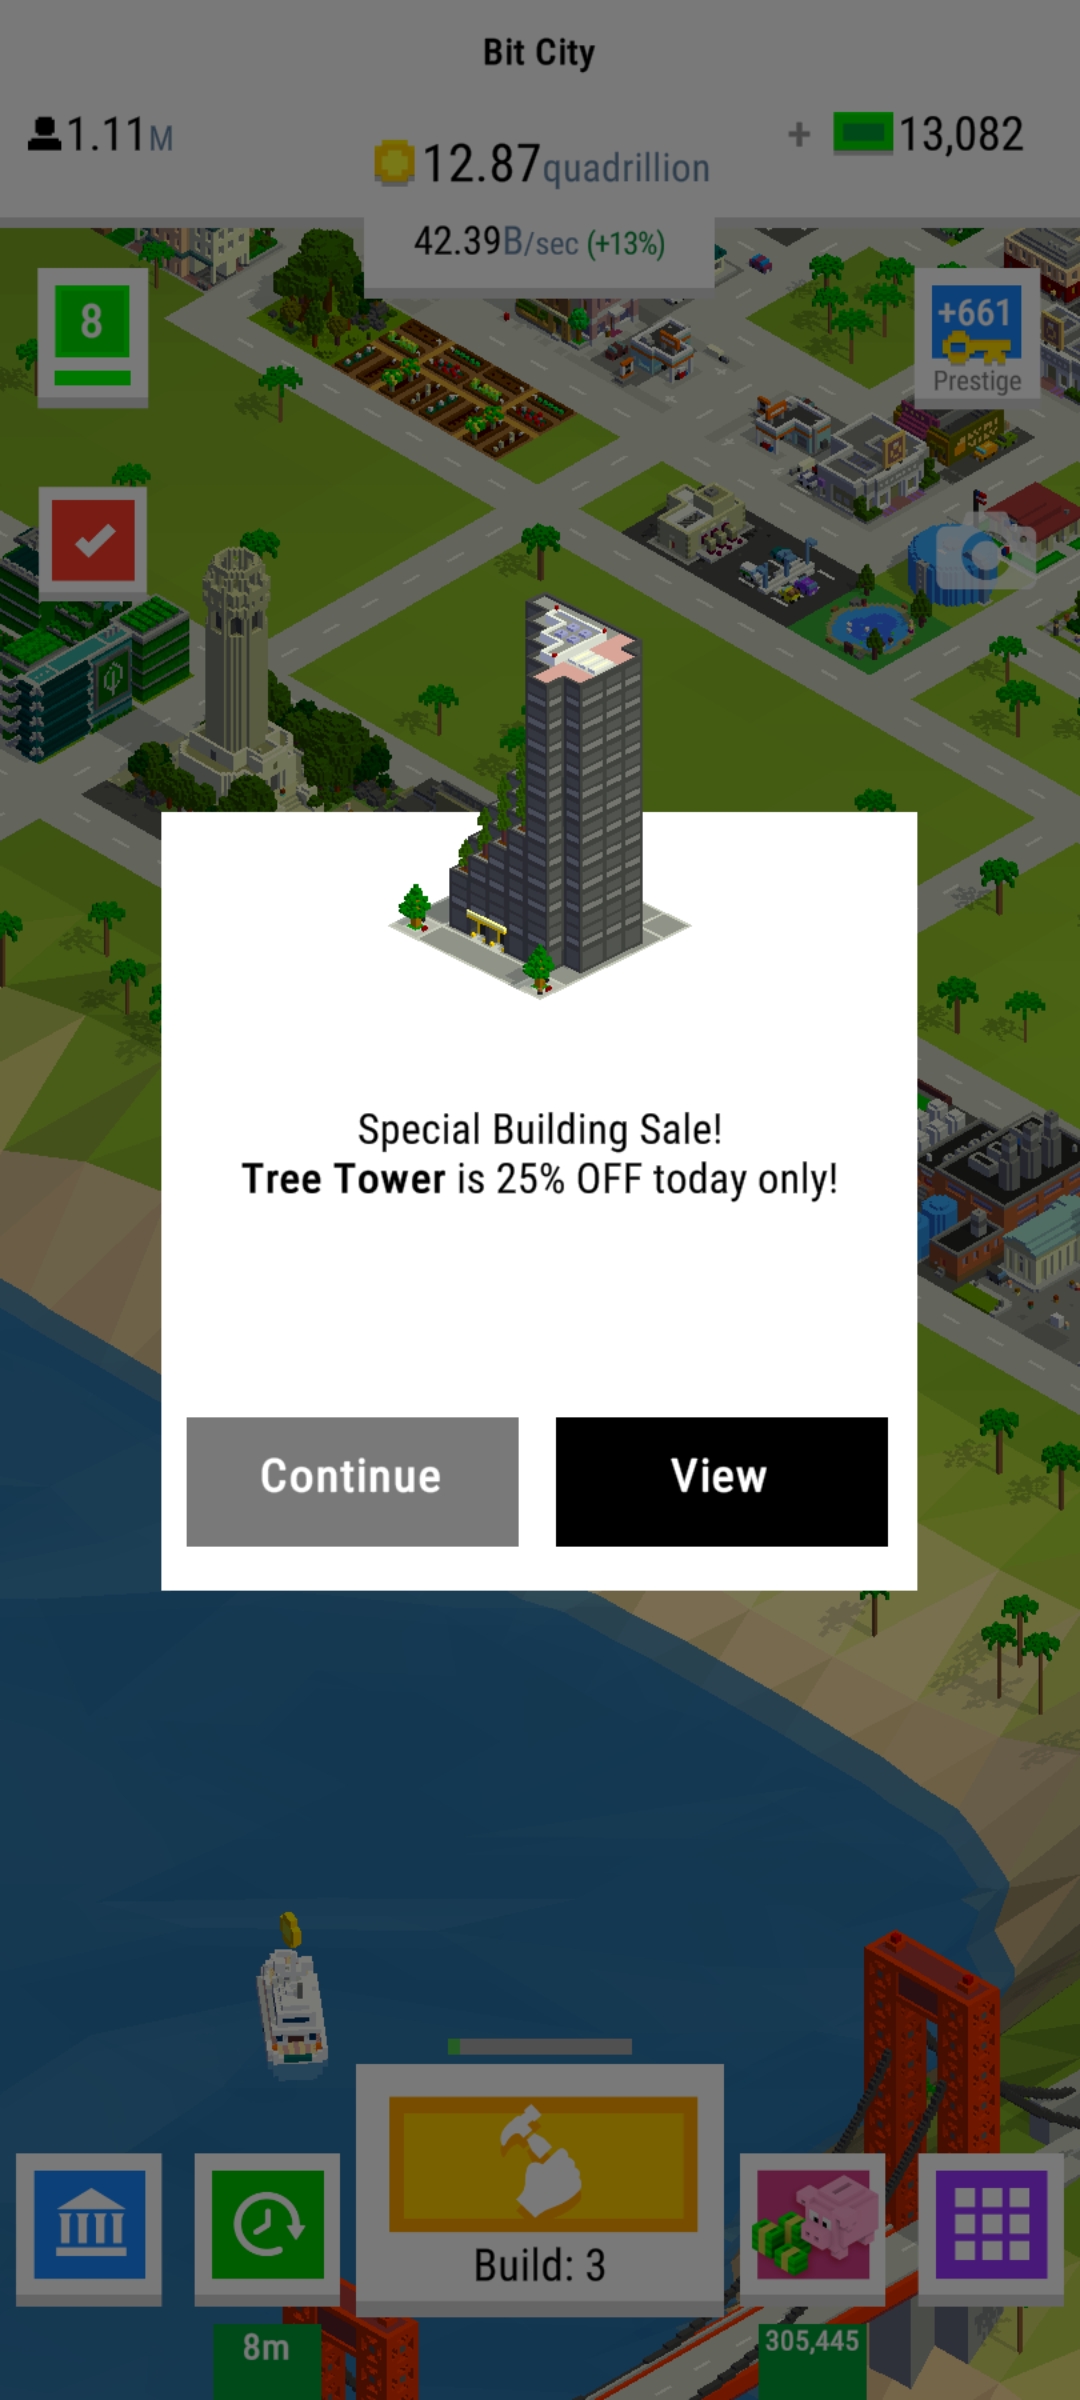 Bit City
1.11M
12.87quadrillion
+ 13,082
42.39B/sec (+13%)
8
+661
Prestige
Special Building Sale!
Tree Tower is 25% OFF today only!
Continue
View
Build: 3
8m
305,445